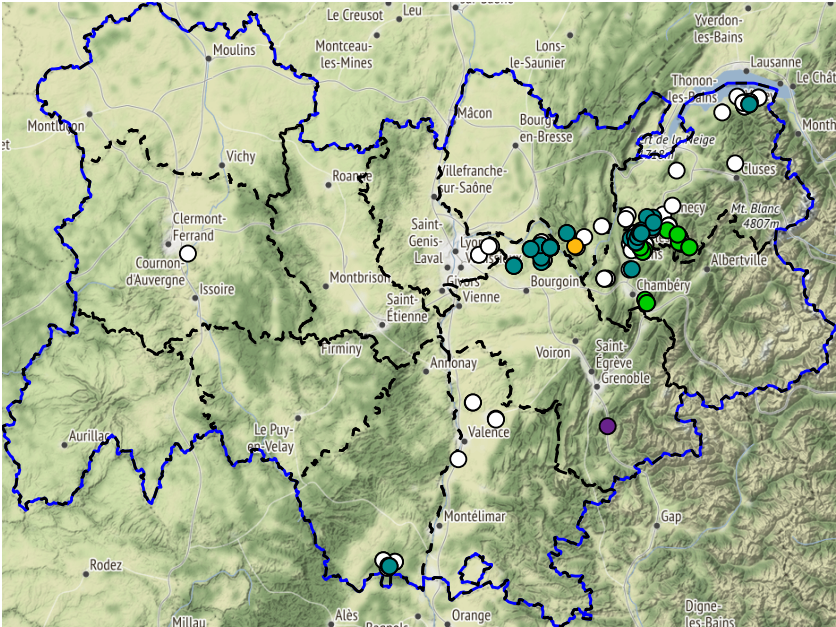 Le Creusot
Leu
Yverdon-
les-Bains
Moulins
Montceau-
les-Mines
Lons-
le-Saunier
Lausanne
Thonon-
les-Bains
Le Chât
Mâcon
Montluçon
Bourg
en-Bresse
Month
et
Vichy
Roanne
Villefranche-
sur-Saône
Cluses
Mt. Blanc
4807m
Clermont-
Ferrand
Saint-
Genis-
Laval
Lyon
Cournon-
d'Auvergne
Issoire
Montbrison
Givors
Bourgoin
Chambéry
Albertville
Vienne
Saint-
Étienne
Firminy
Annonay
Voiron
Saint-
Égrève
Grenoble
Aurillac
Le Puy-
en-Velay
Valence
Montélimar
Gap
Rodez
Millau
Alès
Orange
Digne-
les-Bains